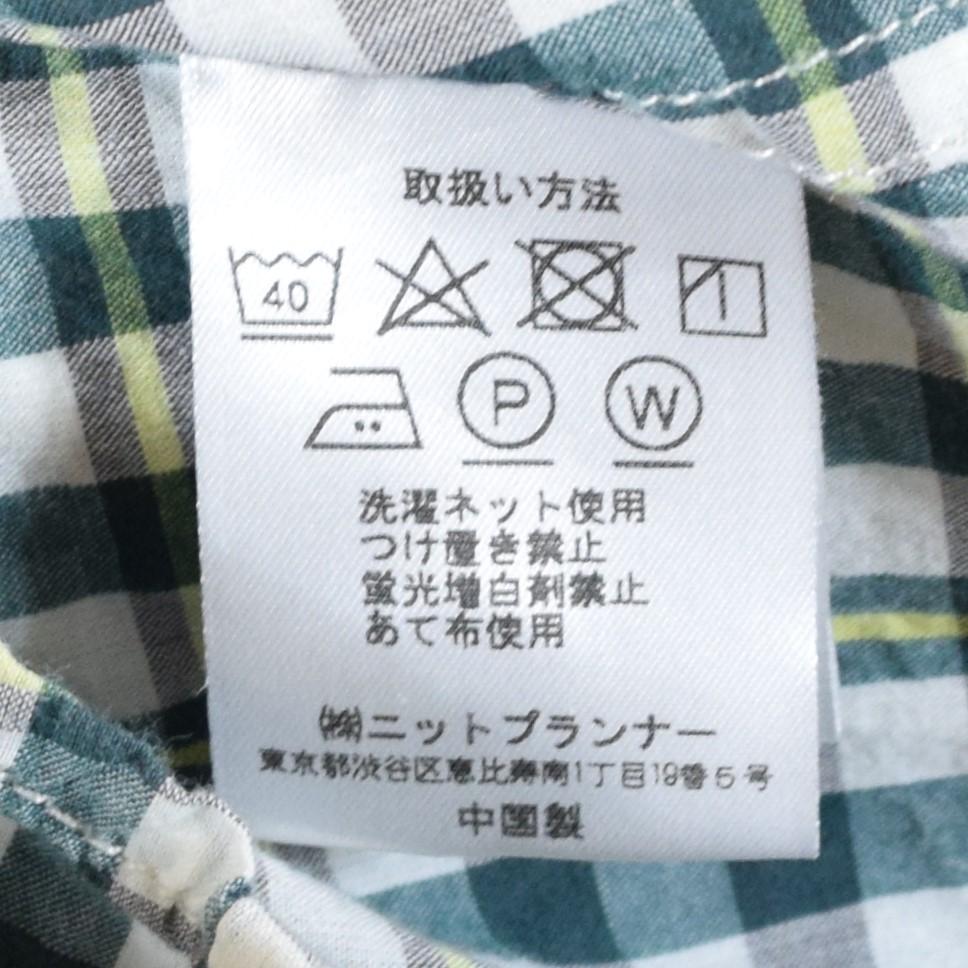 取扱い方法
40
P W
洗濯ネット使用
つけ置き禁止
蛍光増白剤禁止
あて布使用
㈱ニットプランナー
東京都渋谷区恵比寿南1丁目19番5号
中国製